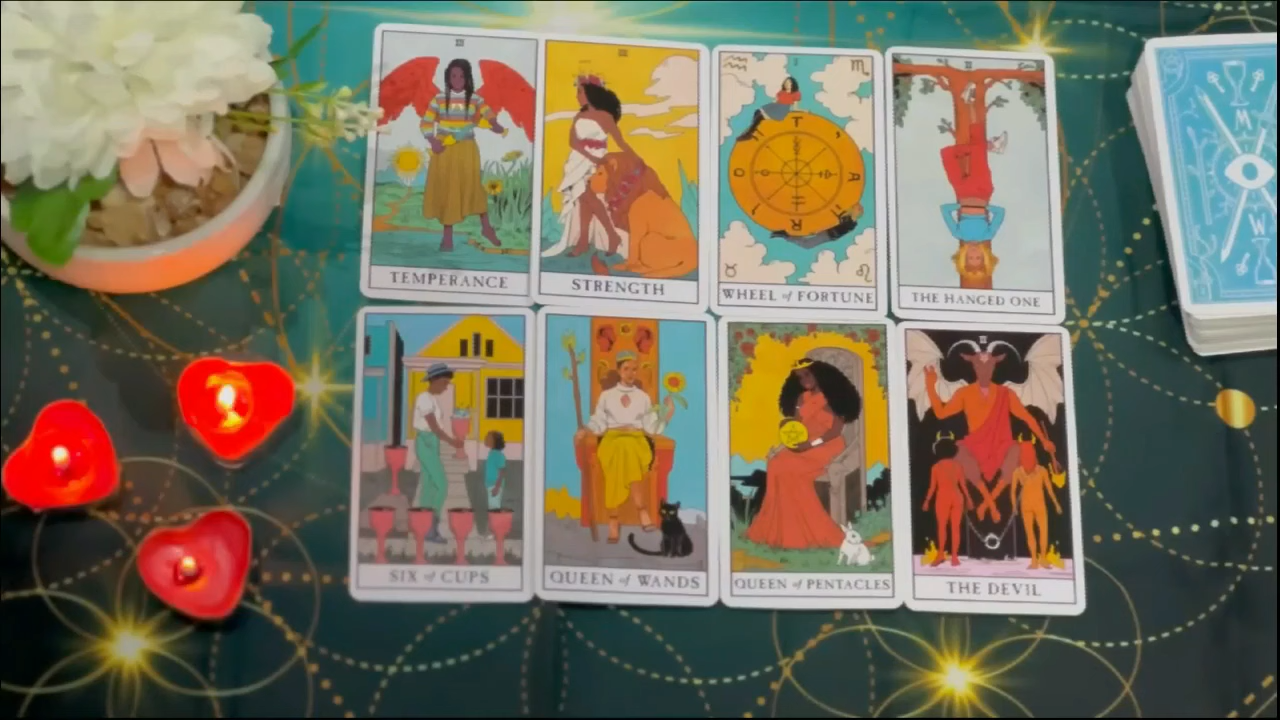 TEMPERANCE
STRENGTH
WHEEL of FORTUNE
THE HANGED ONE
SIX of CUPS
QUEEN of WANDS
QUEEN of PENTACLES
THE DEVIL
T
A
R
M
W